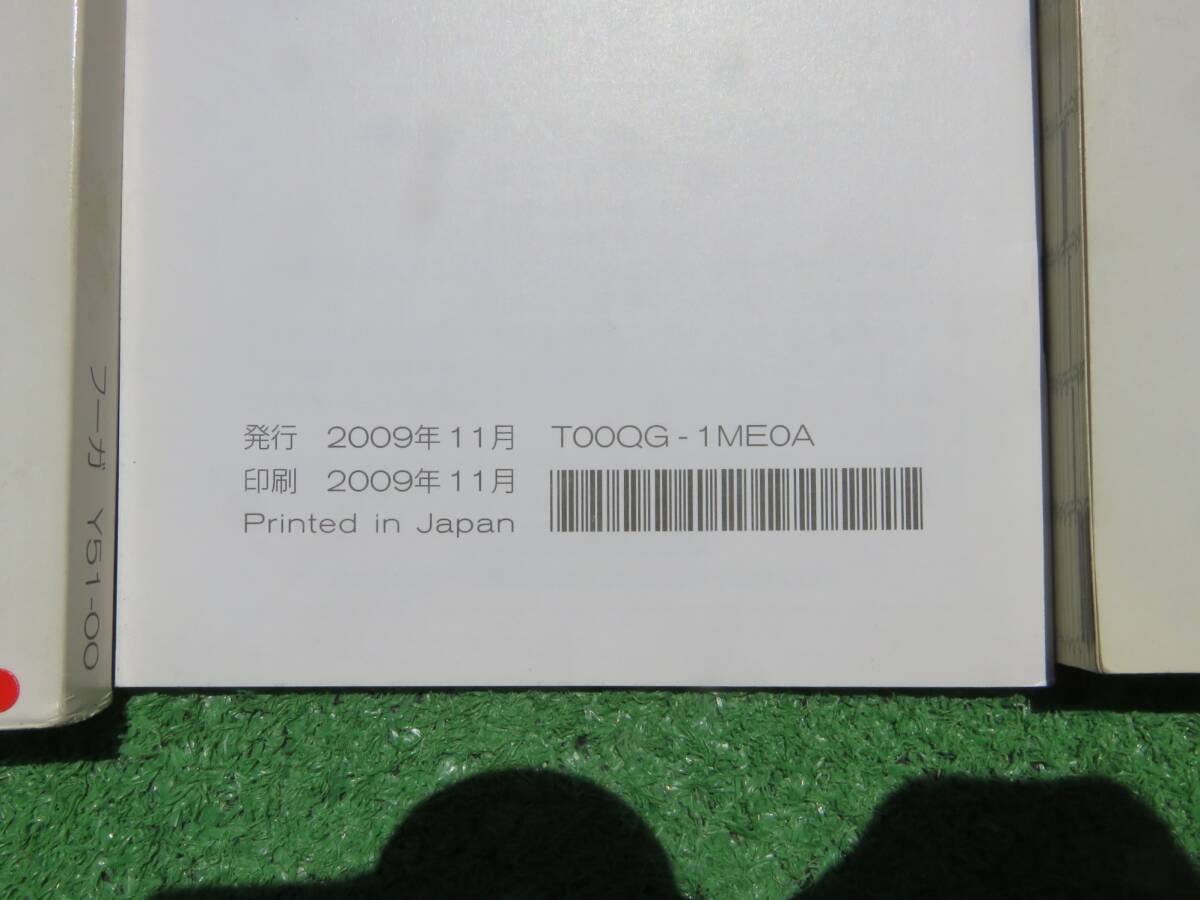 フーガ Y51-00
発行 2009年11月 T00QG-1ME0A
印刷 2009年11月
Printed in Japan